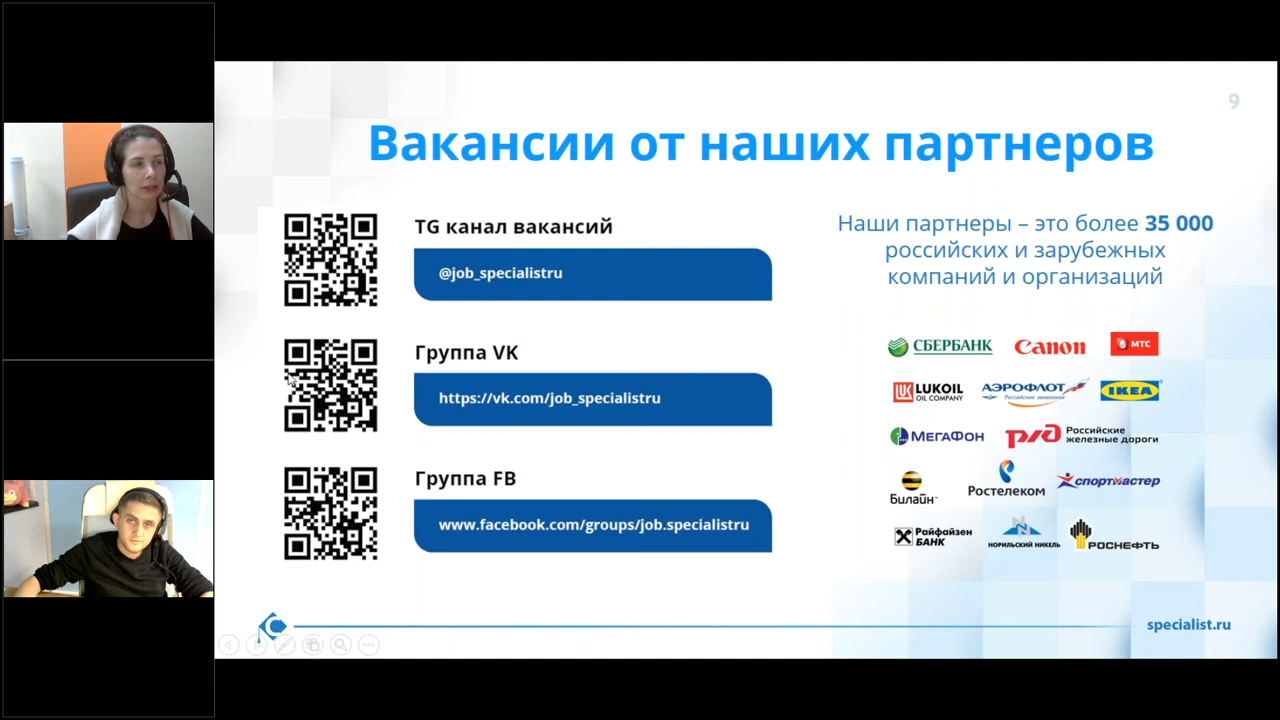 9
Вакансии от наших партнеров
TG канал вакансий
@job_specialistru
Группа VK
https://vk.com/job_specialistru
Группа FB
www.facebook.com/groups/job.specialistru
Наши партнеры – это более 35 000
российских и зарубежных
компаний и организаций
СБЕРБАНК Canon МТС
LUKOIL
OIL COMPANY
АЭРОФЛОТ
Российские авиалинии
IKEA
МЕГАФОН
ржд Российские
железные дороги
Билайн
Ростелеком
СПОРТМАСТЕР
Райфайзен
БАНК
НОРИЛЬСКИЙ НИКЕЛЬ
РОСНЕФТЬ
specialist.ru